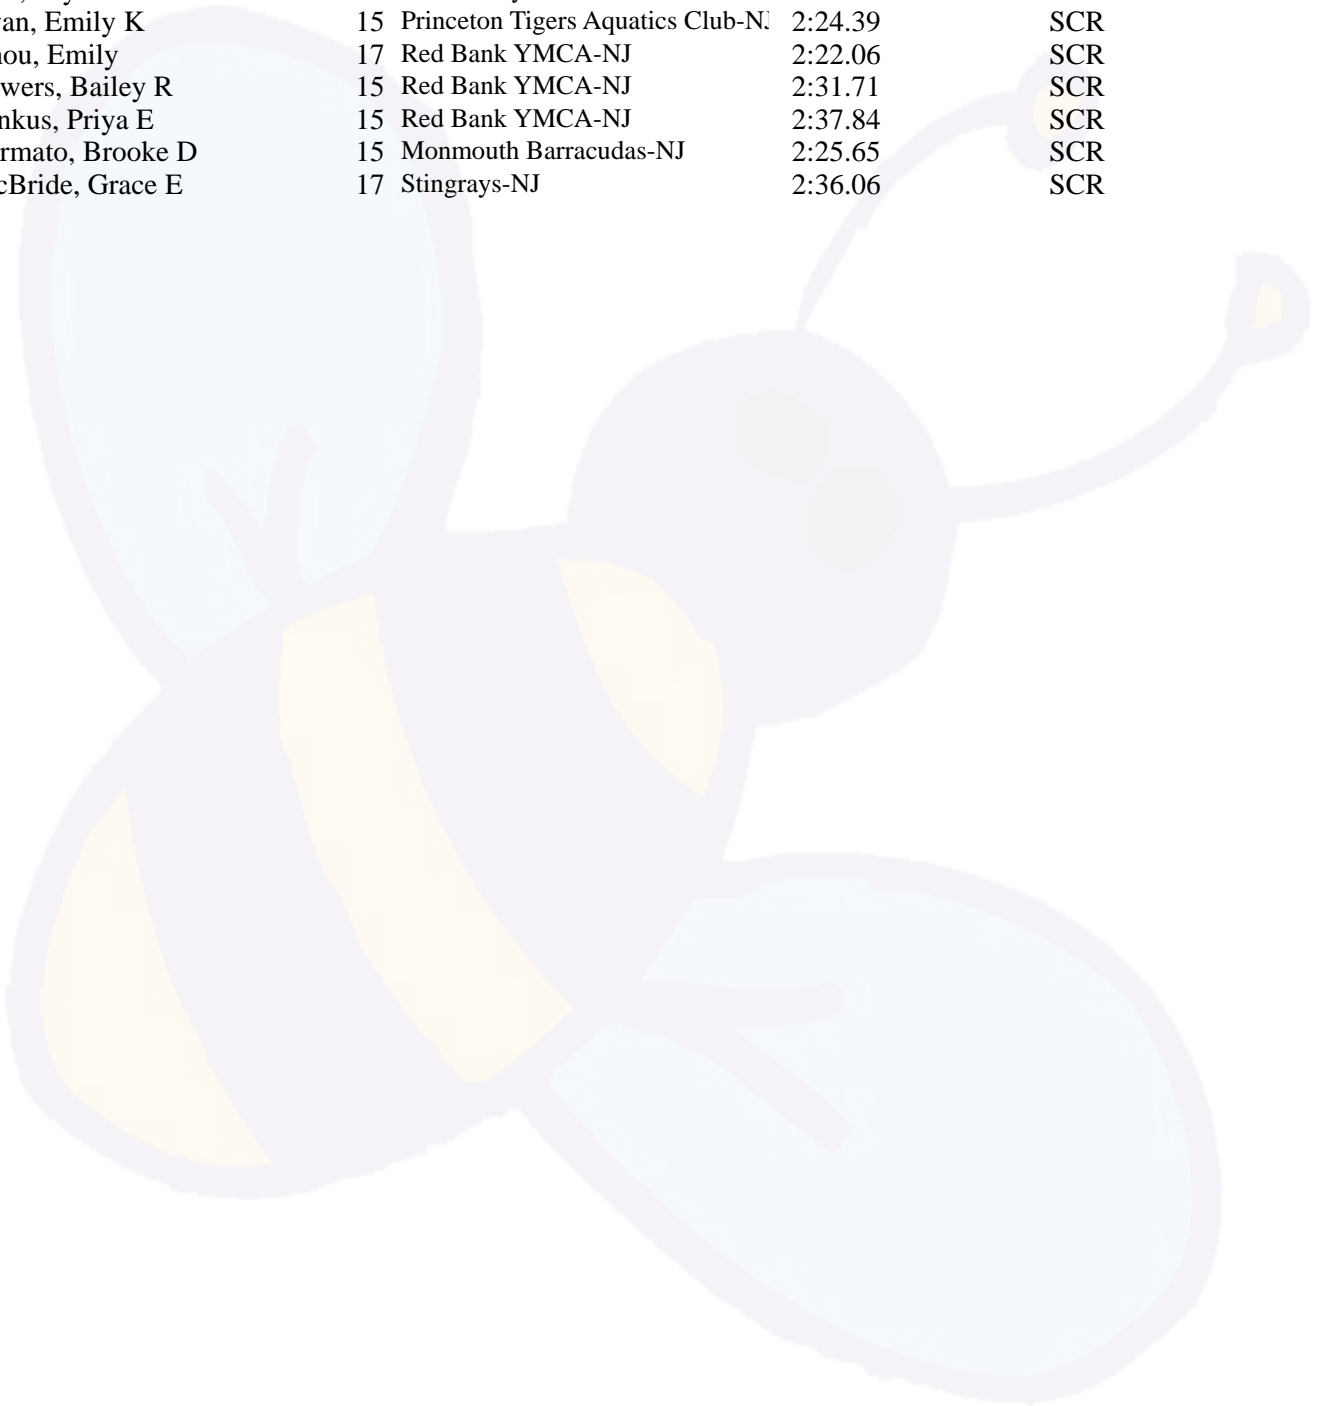 an, Emily K 15 Princeton Tigers Aquatics Club-NJ 2:24.39 SCR
hou, Emily 17 Red Bank YMCA-NJ 2:22.06 SCR
wers, Bailey R 15 Red Bank YMCA-NJ 2:31.71 SCR
nkus, Priya E 15 Red Bank YMCA-NJ 2:37.84 SCR
rmato, Brooke D 15 Monmouth Barracudas-NJ 2:25.65 SCR
cBride, Grace E 17 Stingrays-NJ 2:36.06 SCR